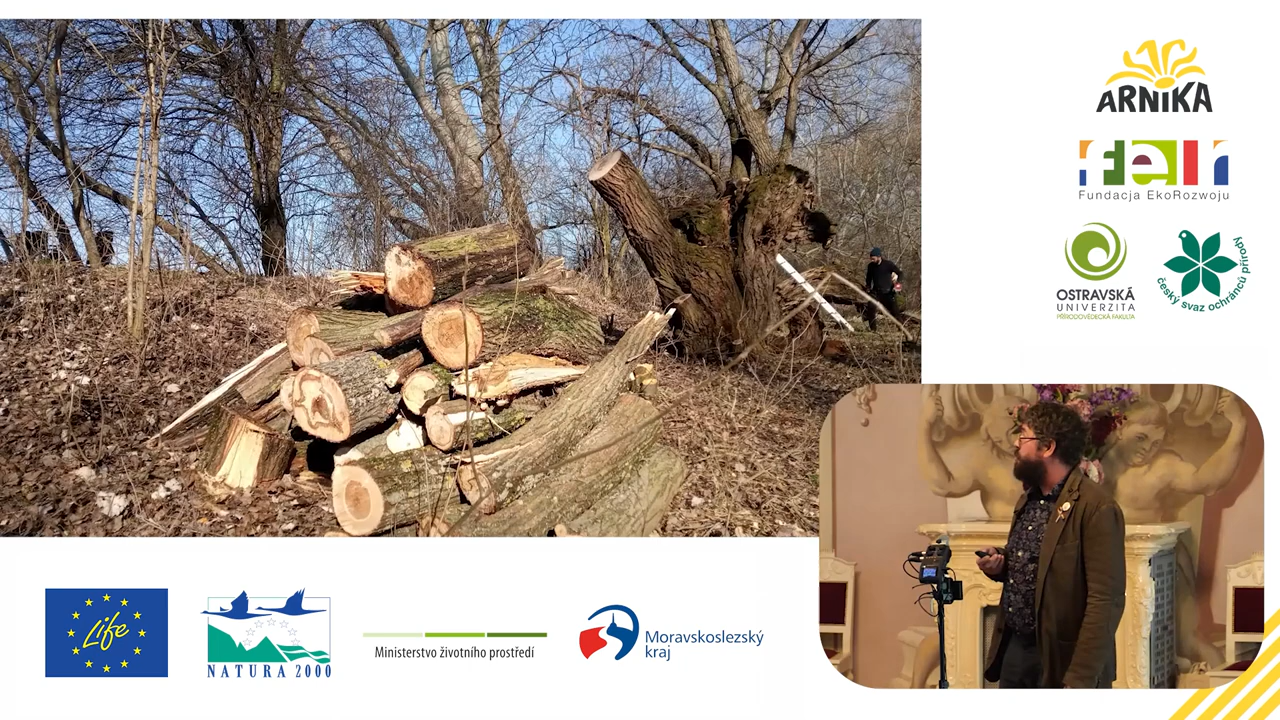 ARNIKA
feĦ
Fundacja EkoRozwoju
OSTRAVSKÁ
UNIVERZITA
PŘÍRODOVĚDECKÁ FAKULTA
český svaz ochránců přírody
Life
NATURA 2000
Ministerstvo životního prostředí
Moravskoslezský
kraj